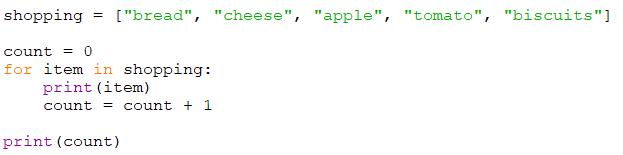 shopping = ["bread", "cheese", "apple", "tomato", "biscuits"]
count = 0
for item in shopping:
    print(item)
    count = count + 1
print(count)